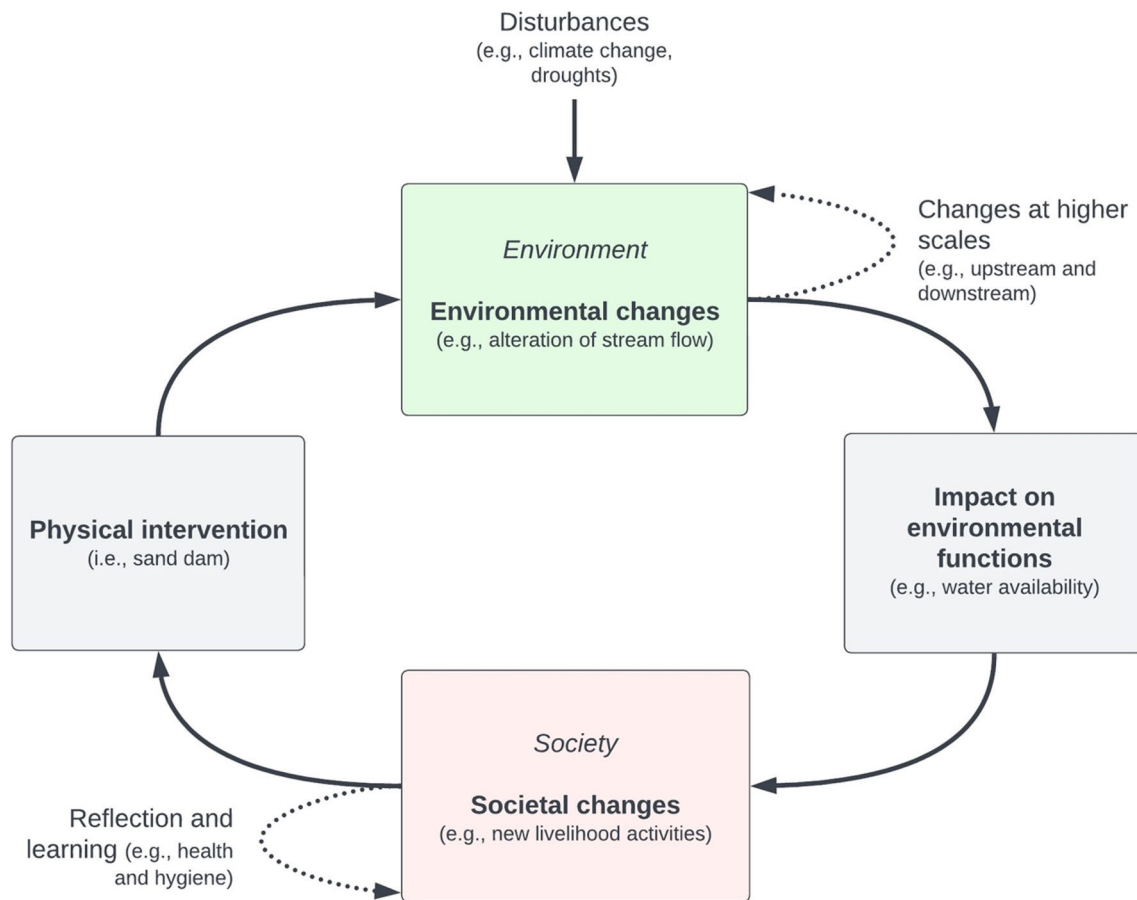 Disturbances
(e.g., climate change,
droughts)
Environment
Environmental changes
(e.g., alteration of stream flow)
Changes at higher
scales
(e.g., upstream and
downstream)
Physical intervention
(i.e., sand dam)
Impact on
environmental
functions
(e.g., water availability)
Society
Societal changes
(e.g., new livelihood activities)
Reflection and
learning (e.g., health
and hygiene)